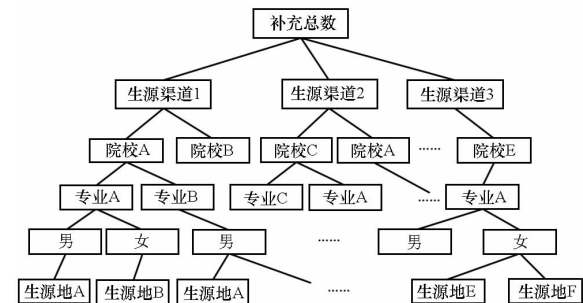 补充总数
生源渠道1 生源渠道2 生源渠道3
院校A 院校B 院校C 院校A …… 院校E
专业A 专业B 专业C 专业A …… 专业A
男 女 男 …… 男 女
生源地A 生源地B 生源地A …… 生源地E 生源地F